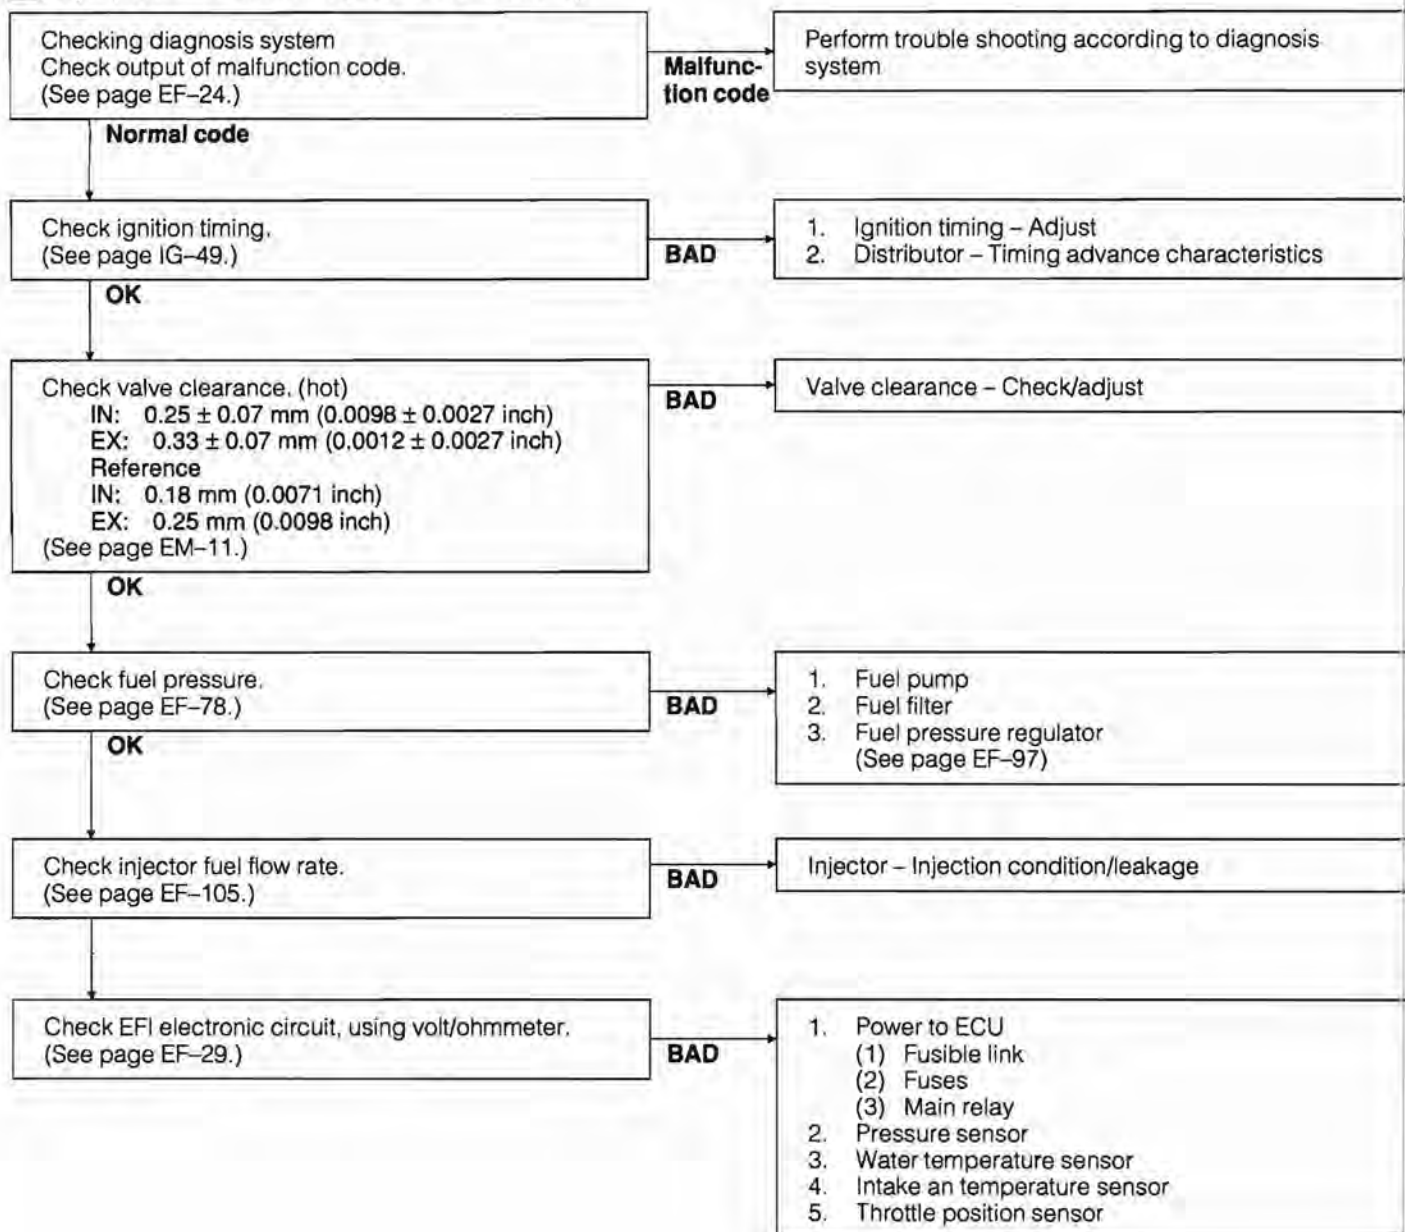 Checking diagnosis system
Check output of malfunction code.
(See page EF–24.)
Malfunc-
tion code
Perform trouble shooting according to diagnosis
system
Normal code
Check ignition timing.
(See page IG–49.)
BAD
1. Ignition timing – Adjust
2. Distributor – Timing advance characteristics
OK
Check valve clearance. (hot)
IN: 0.25 ± 0.07 mm (0.0098 ± 0.0027 inch)
EX: 0.33 ± 0.07 mm (0.0012 ± 0.0027 inch)
Reference
IN: 0.18 mm (0.0071 inch)
EX: 0.25 mm (0.0098 inch)
(See page EM–11.)
BAD
Valve clearance – Check/adjust
OK
Check fuel pressure.
(See page EF–78.)
BAD
1. Fuel pump
2. Fuel filter
3. Fuel pressure regulator
(See page EF–97)
OK
Check injector fuel flow rate.
(See page EF–105.)
BAD
Injector – Injection condition/leakage
Check EFI electronic circuit, using volt/ohmmeter.
(See page EF–29.)
BAD
1. Power to ECU
(1) Fusible link
(2) Fuses
(3) Main relay
2. Pressure sensor
3. Water temperature sensor
4. Intake an temperature sensor
5. Throttle position sensor